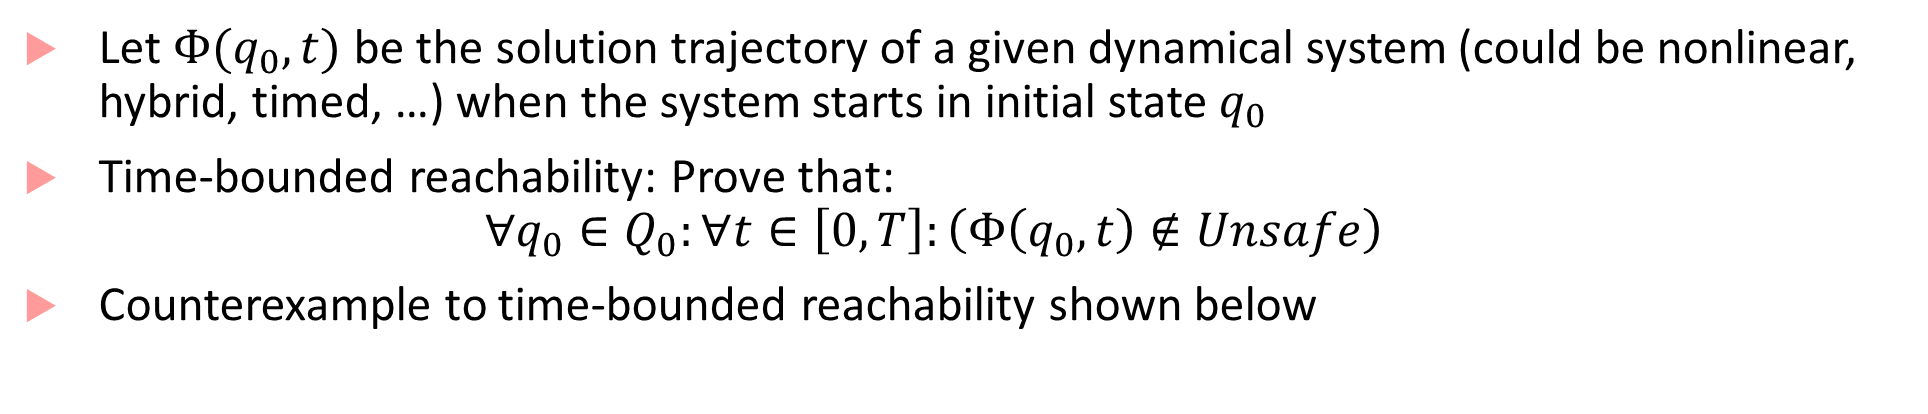 Let Φ(𝑞₀, 𝑡) be the solution trajectory of a given dynamical system (could be nonlinear,
hybrid, timed, …) when the system starts in initial state 𝑞₀
Time-bounded reachability: Prove that:
∀𝑞₀ ∈ 𝑄₀: ∀𝑡 ∈ [0, 𝑇]: (Φ(𝑞₀, 𝑡) ∉ 𝑈𝑛𝑠𝑎𝑓𝑒)
Counterexample to time-bounded reachability shown below